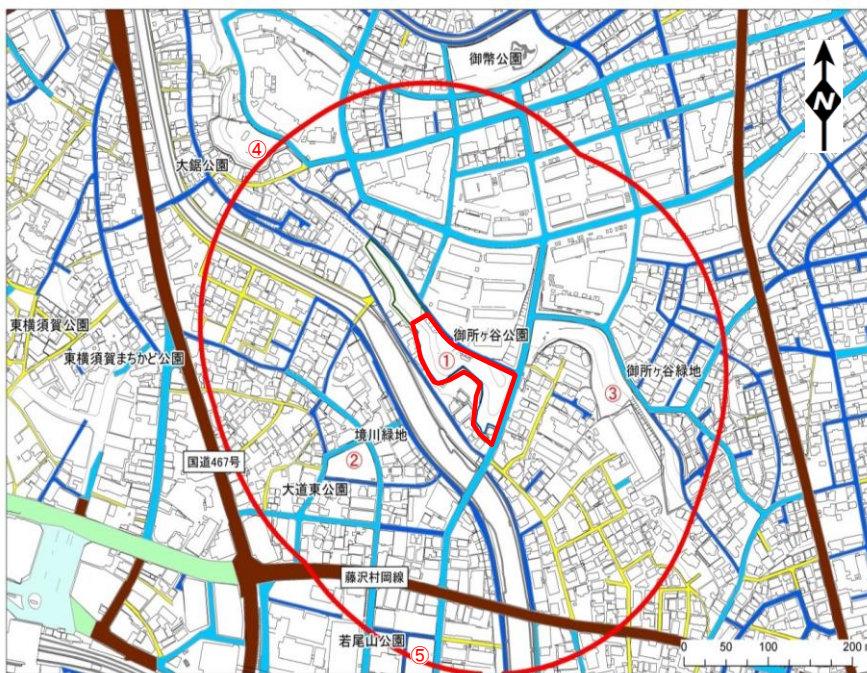 御幣公園
N
④
大鋸公園
東横須賀公園
御所ヶ谷公園
東横須賀まちかど公園
①
御所ヶ谷緑地
③
境川緑地
国道467号
②
大道東公園
藤沢村岡線
若尾山公園
⑤
0 50 100 200 m